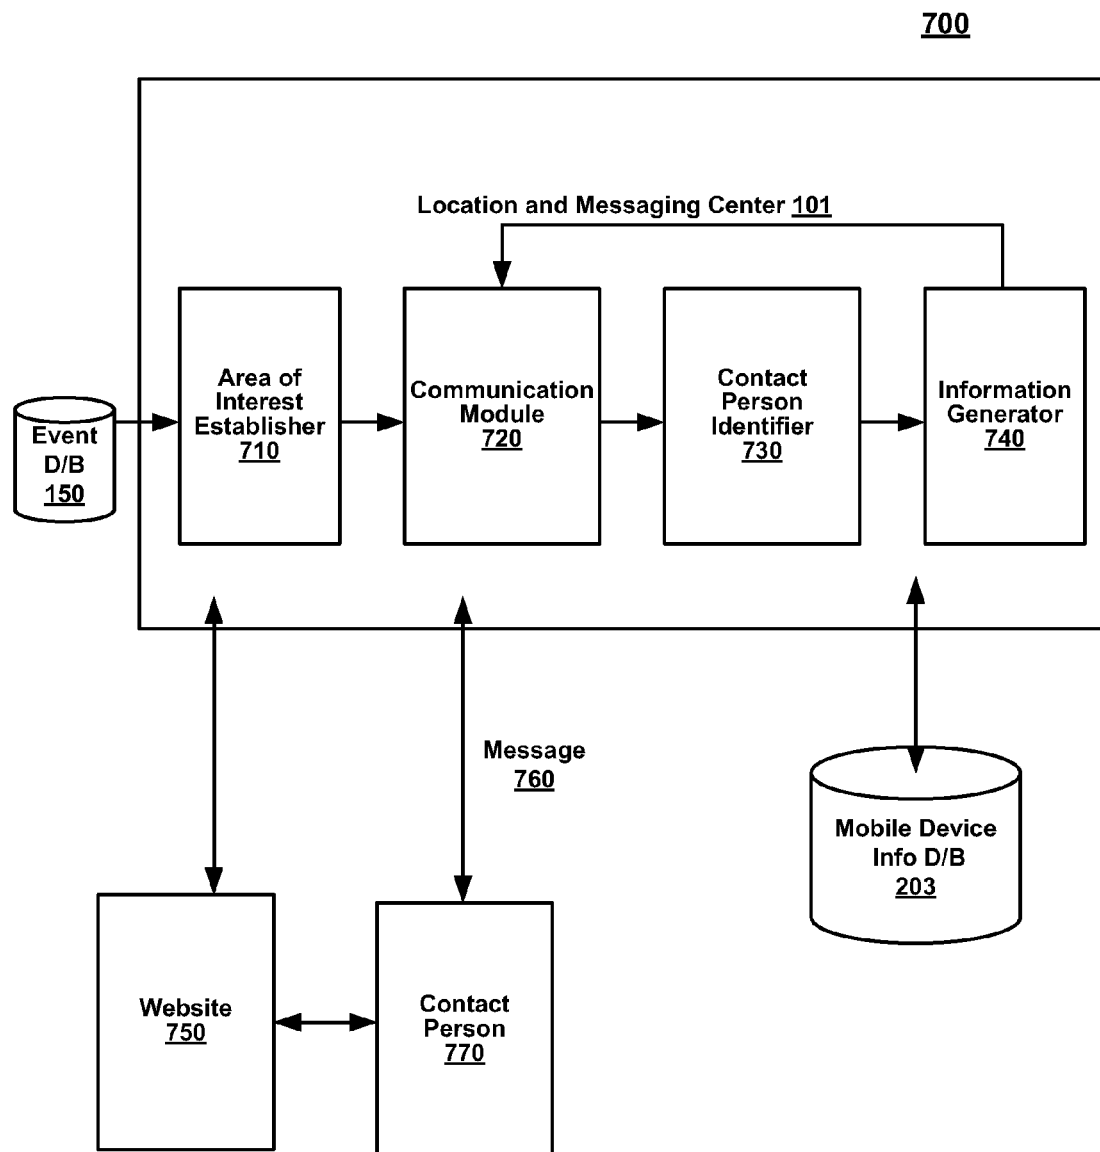 700
Location and Messaging Center 101
Area of
Interest
Establisher
710
Communication
Module
720
Contact
Person
Identifier
730
Information
Generator
740
Event
D/B
150
Message
760
Mobile Device
Info D/B
203
Website
750
Contact
Person
770